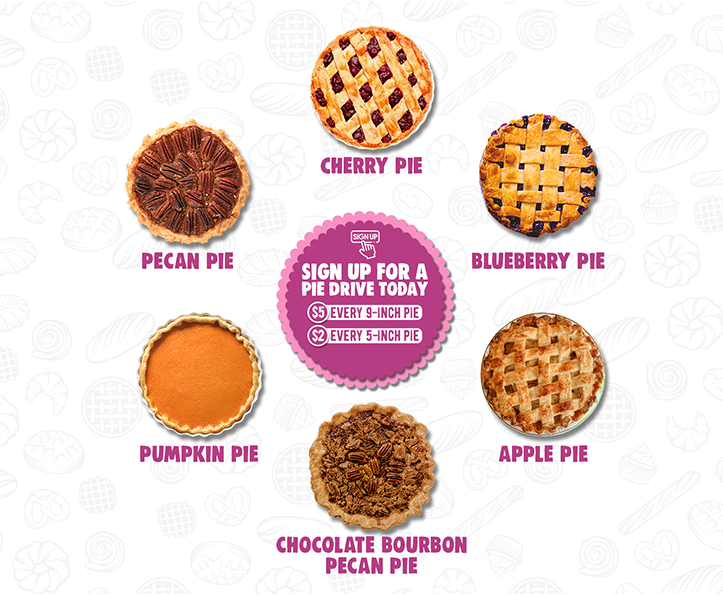 CHERRY PIE
PECAN PIE
BLUEBERRY PIE
SIGN UP
SIGN UP FOR A
PIE DRIVE TODAY
$5 EVERY 9-INCH PIE
$2 EVERY 5-INCH PIE
PUMPKIN PIE
APPLE PIE
CHOCOLATE BOURBON
PECAN PIE